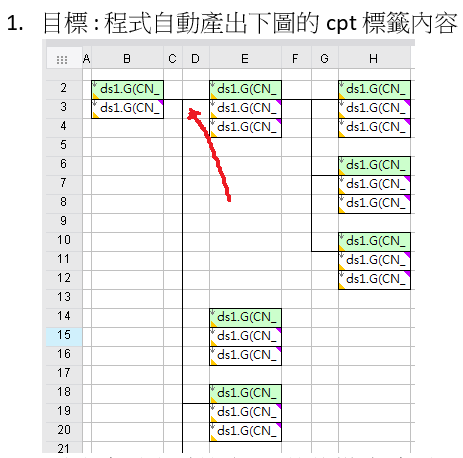 1. 目標 : 程式自動產出下圖的 cpt 標籤內容
A B C D E F G H
2 ds1.G(CN_ ds1.G(CN_ ds1.G(CN_
3 ds1.G(CN_ ds1.G(CN_ ds1.G(CN_
4 ds1.G(CN_ ds1.G(CN_
5
6 ds1.G(CN_
7 ds1.G(CN_
8 ds1.G(CN_
9
10 ds1.G(CN_
11 ds1.G(CN_
12 ds1.G(CN_
13
14 ds1.G(CN_
15 ds1.G(CN_
16 ds1.G(CN_
17
18 ds1.G(CN_
19 ds1.G(CN_
20 ds1.G(CN_
21